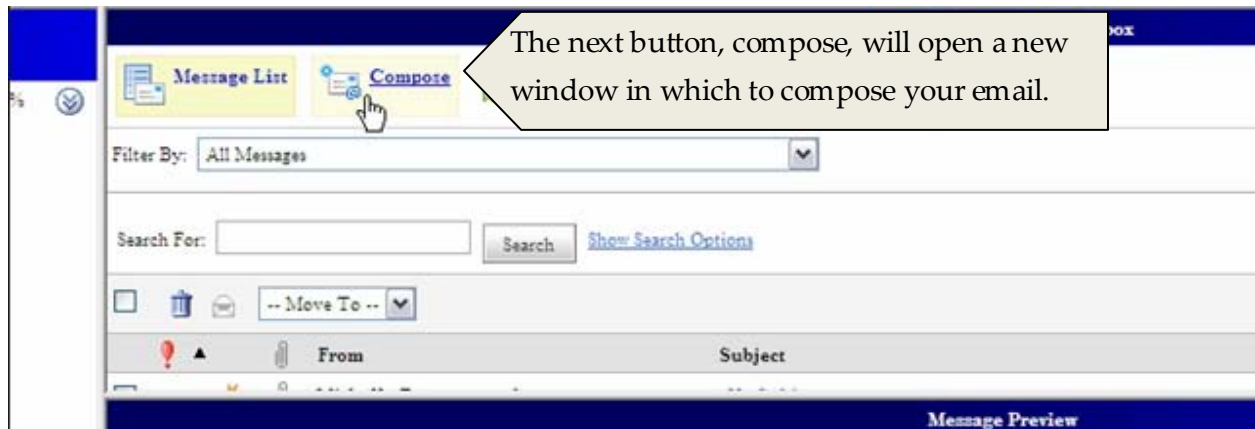 The next button, compose, will open a new
window in which to compose your email.
Message List
Compose
Filter By: All Messages
Search For:
Search
Show Search Options
-- Move To --
From
Subject
Message Preview